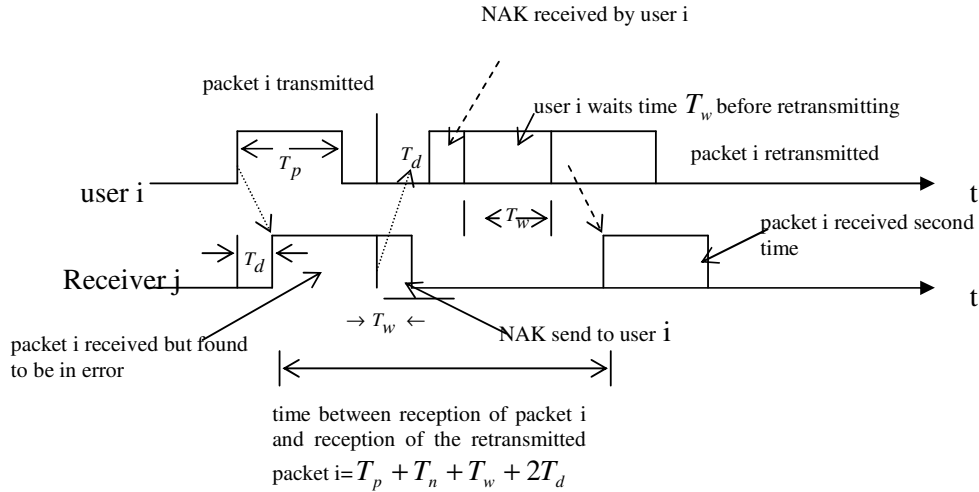 NAK received by user i
packet i transmitted
user i waits time T_w before retransmitting
T_p
T_d
packet i retransmitted
user i
t
T_w
packet i received second
time
T_d
Receiver j
t
T_w
NAK send to user i
packet i received but found
to be in error
time between reception of packet i
and reception of the retransmitted
packet i= T_p + T_n + T_w + 2T_d